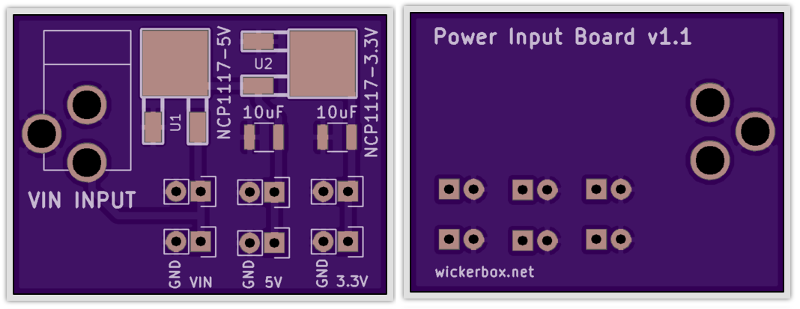 U1
NCP1117-5V
U2
NCP1117-3.3V
10uF
10uF
VIN INPUT
GND
VIN
GND
5V
GND
3.3V
Power Input Board v1.1
wickerbox.net